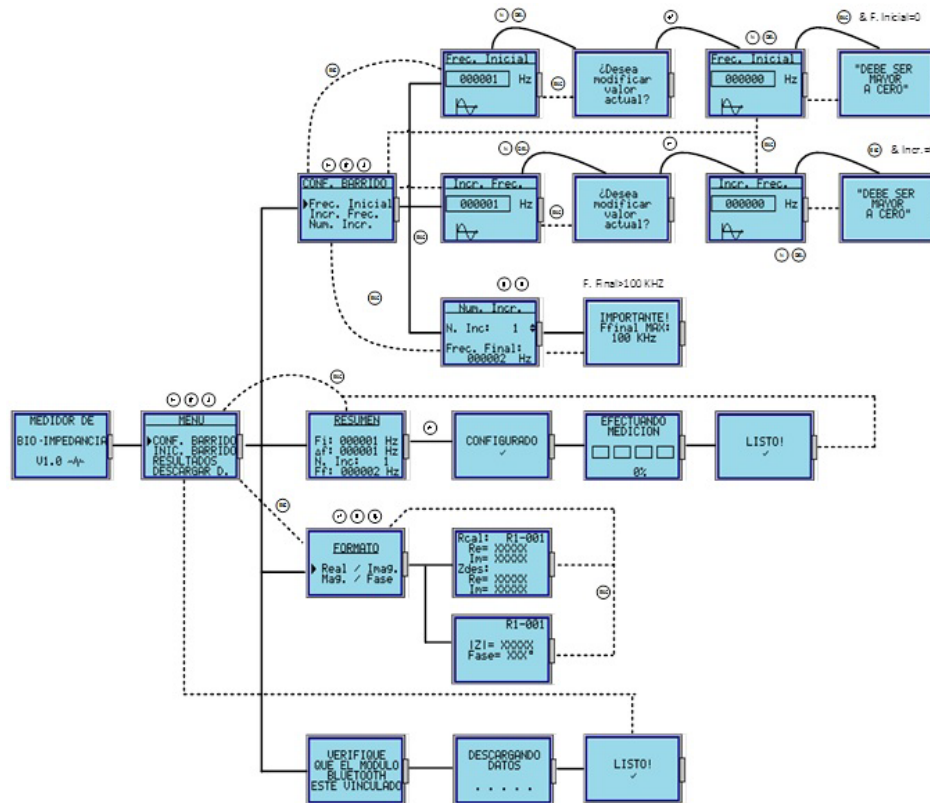 & F. Inicial=0
Frec. Inicial
000001 Hz
¿Desea
modificar
valor
actual?
Frec. Inicial
000000 Hz
"DEBE SER
MAYOR
A CERO"
& Incr.=
CONF. BARRIDO
Frec. Inicial
Incr. Frec.
Num. Incr.
Incr. Frec.
000001 Hz
¿Desea
modificar
valor
actual?
Incr. Frec.
000000 Hz
"DEBE SER
MAYOR
A CERO"
F. Final>100 KHZ
Num. Incr.
N. Inc: 1
Frec. Final:
000002 Hz
IMPORTANTE!
Ffinal MAX:
100 KHz
MEDIDOR DE
BIO-IMPEDANCIA
V1.0
MENU
CONF. BARRIDO
INIC. BARRIDO
RESULTADOS
DESCARGAR D.
RESUMEN
Fi: 000001 Hz
Δf: 000001 Hz
N. Inc: 1
Ff: 000002 Hz
CONFIGURADO
✓
EFECTUANDO
MEDICION
0%
LISTO!
✓
FORMATO
Real / Imag.
Mag. / Fase
Rcal: R1-001
Re= XXXXX
Im= XXXXX
Zdes:
Re= XXXXX
Im= XXXXX
R1-001
|Z|= XXXXX
Fase= XXX°
VERIFIQUE
QUE EL MODULO
BLUETOOTH
ESTE VINCULADO
DESCARGANDO
DATOS
. . . . .
LISTO!
✓